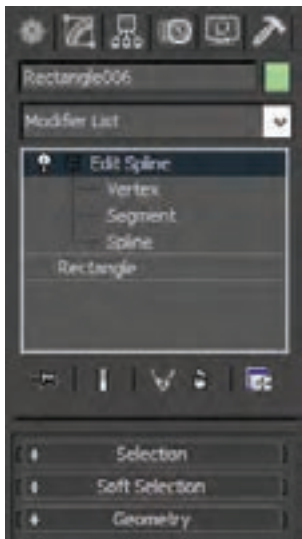 Rectangle006
Modifier List
Edit Spline
Vertex
Segment
Spline
Rectangle
Selection
Soft Selection
Geometry